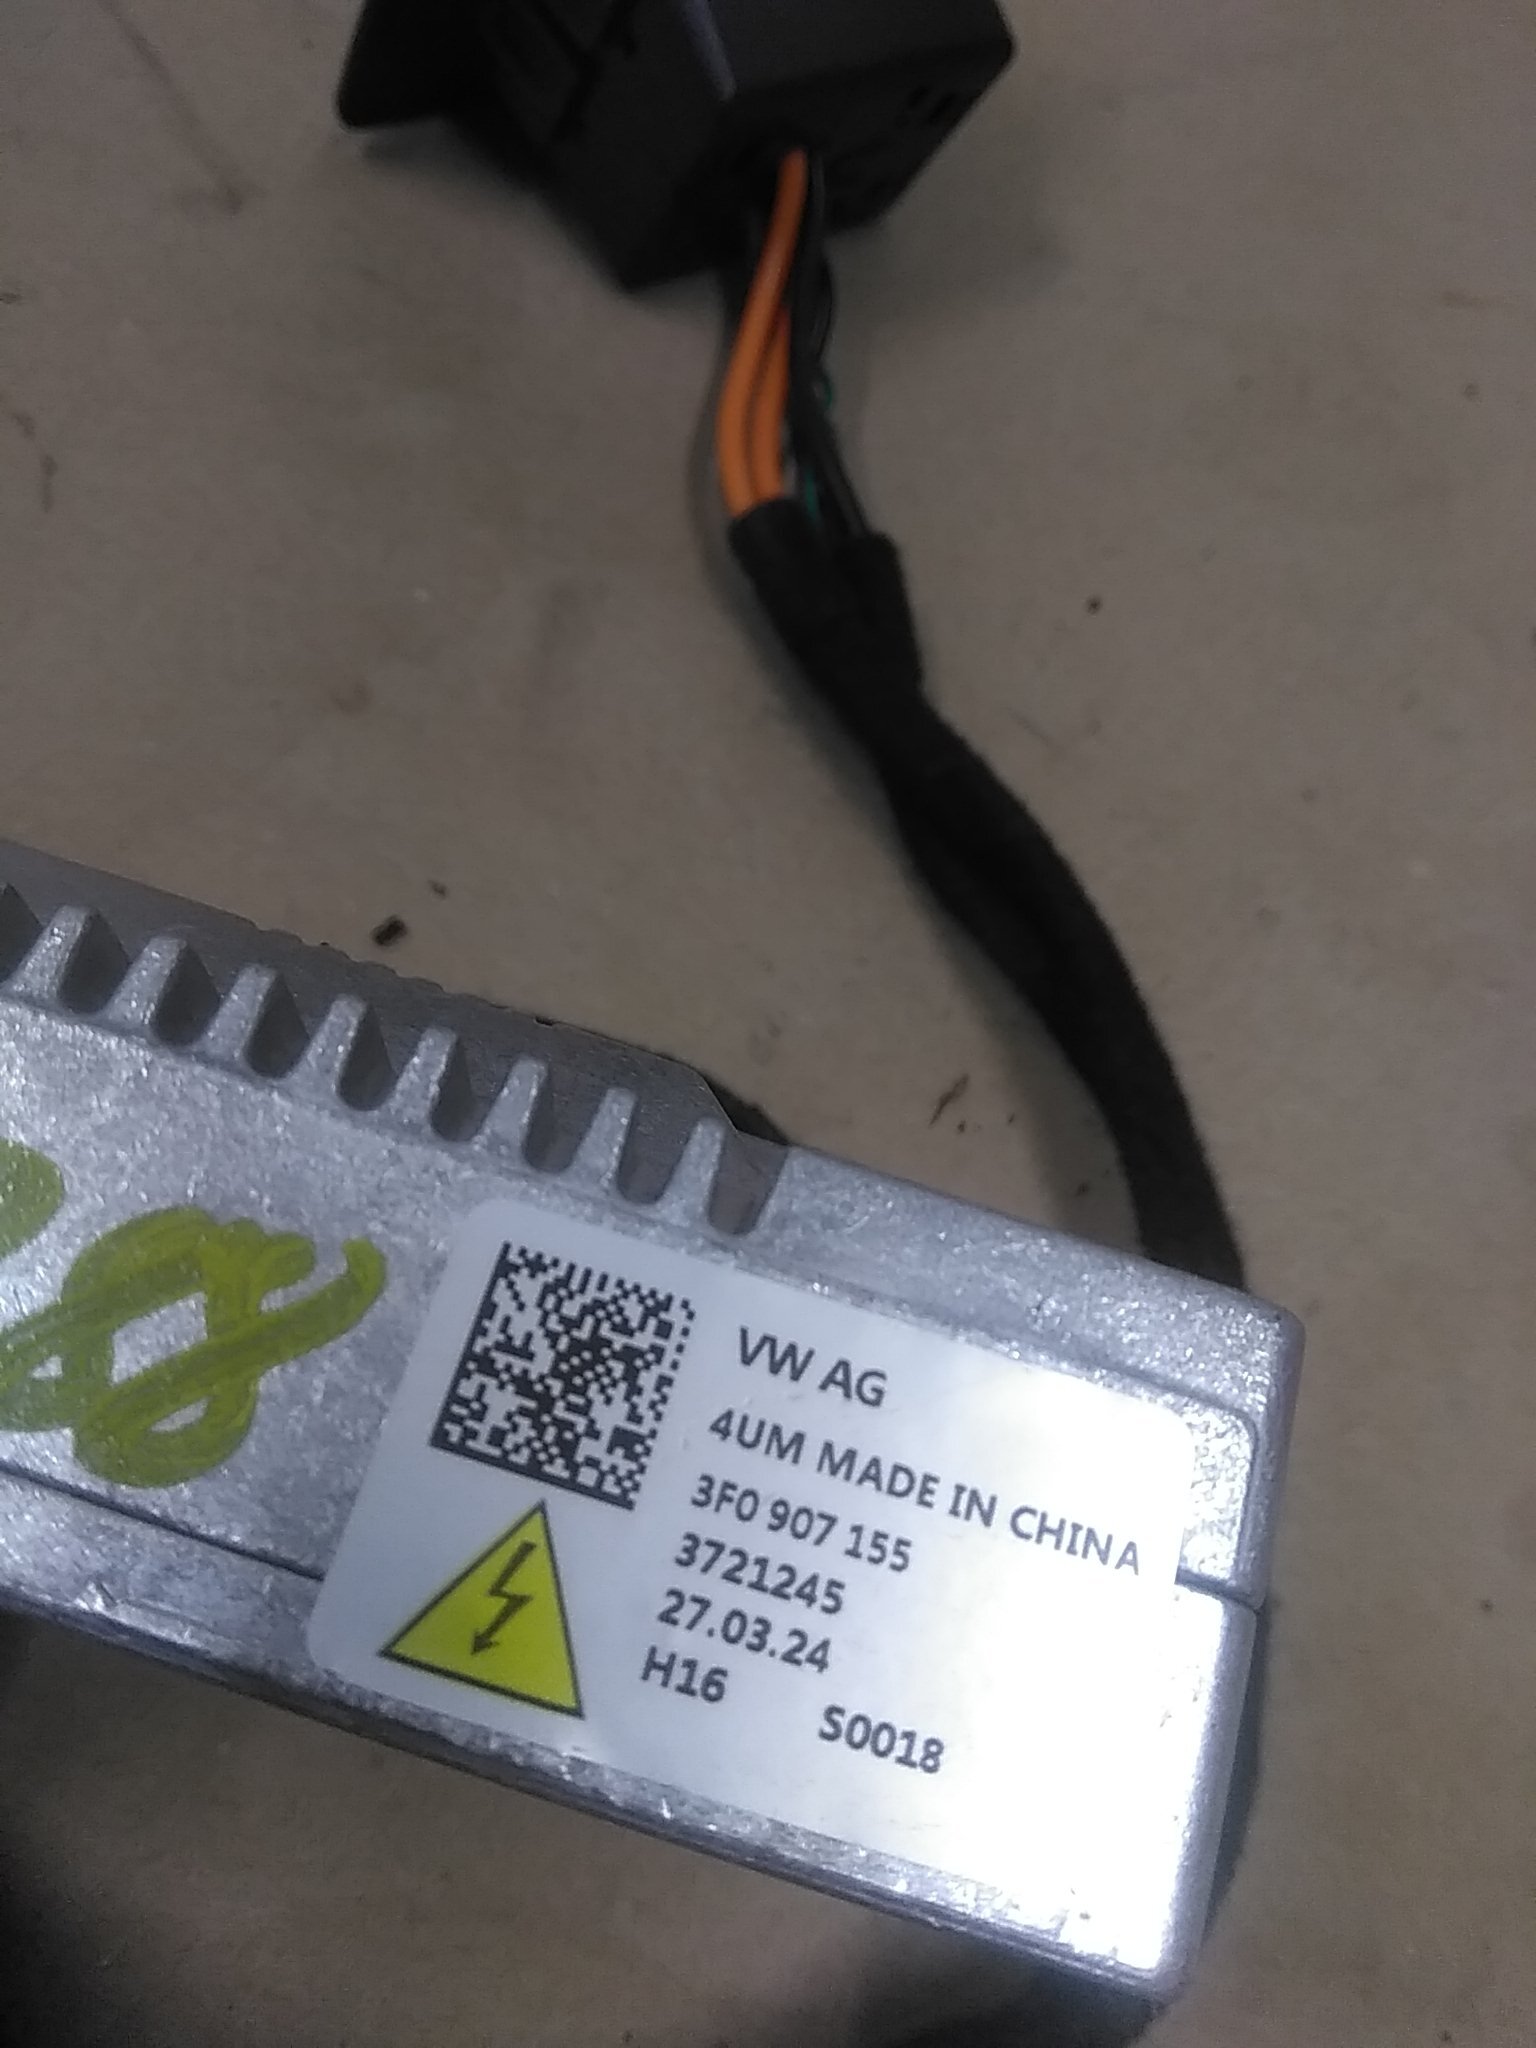 VW AG
4UM MADE IN CHINA
3F0 907 155
3721245
27.03.24
H16 S0018